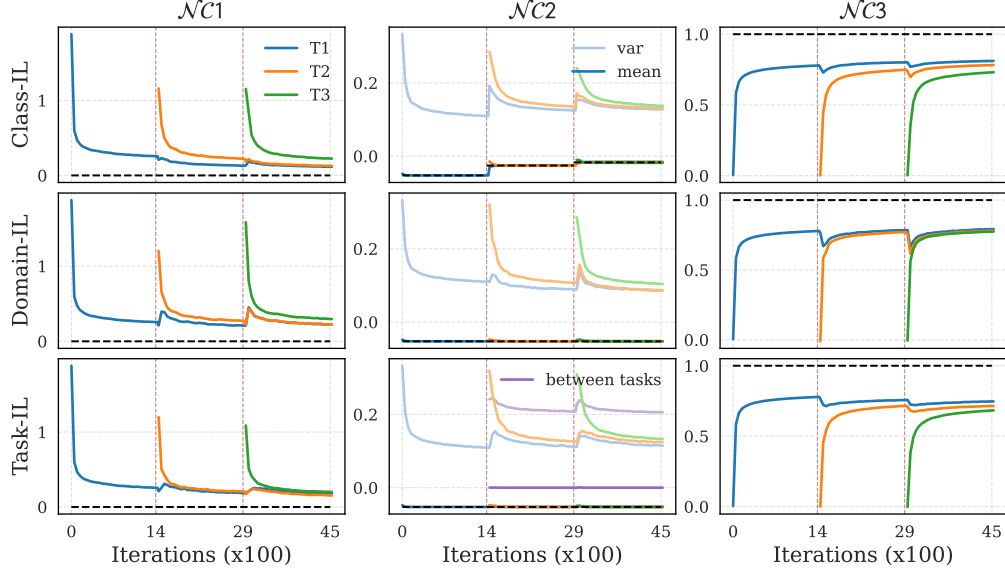 NC1 NC2 NC3
Class-IL
1
0
T1
T2
T3
0.2
0.0
var
mean
1.0
0.5
0.0
Domain-IL
1
0
0.2
0.0
1.0
0.5
0.0
Task-IL
1
0
0.2
0.0
between tasks
1.0
0.5
0.0
0 14 29 45
0 14 29 45
0 14 29 45
Iterations (x100) Iterations (x100) Iterations (x100)